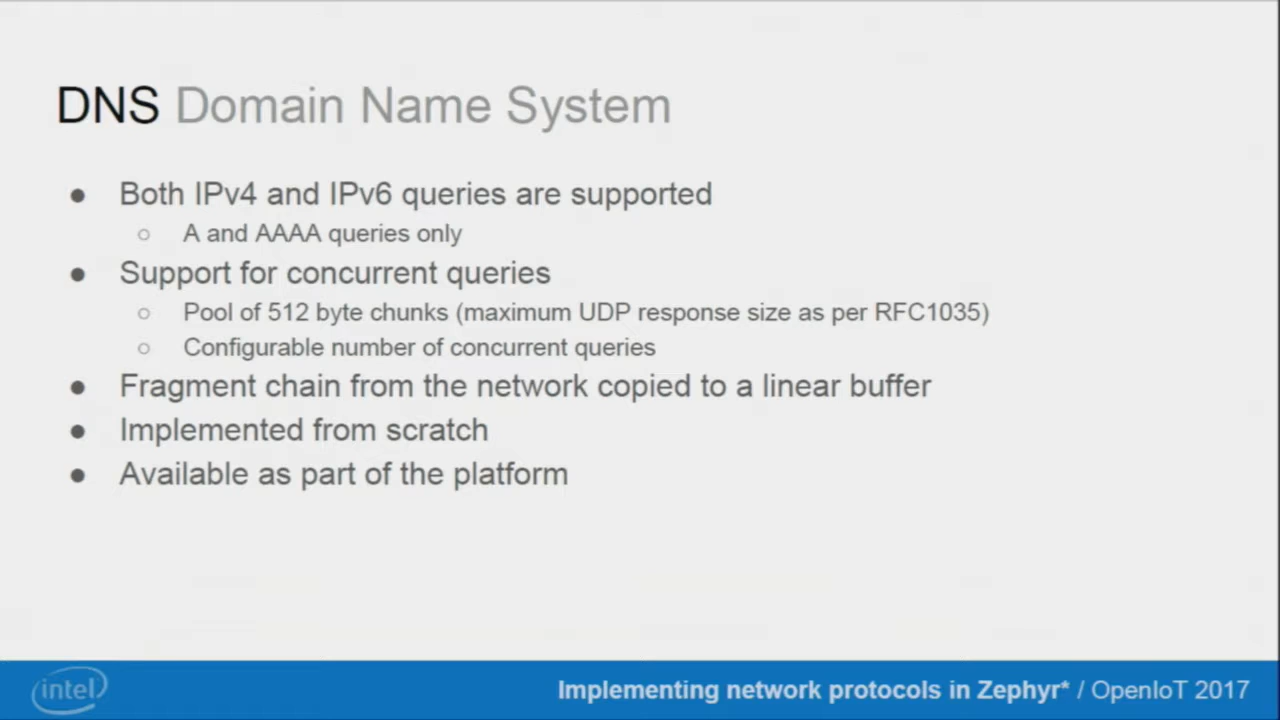 DNS Domain Name System
● Both IPv4 and IPv6 queries are supported
○ A and AAAA queries only
● Support for concurrent queries
○ Pool of 512 byte chunks (maximum UDP response size as per RFC1035)
○ Configurable number of concurrent queries
● Fragment chain from the network copied to a linear buffer
● Implemented from scratch
● Available as part of the platform
intel
Implementing network protocols in Zephyr* / OpenIoT 2017